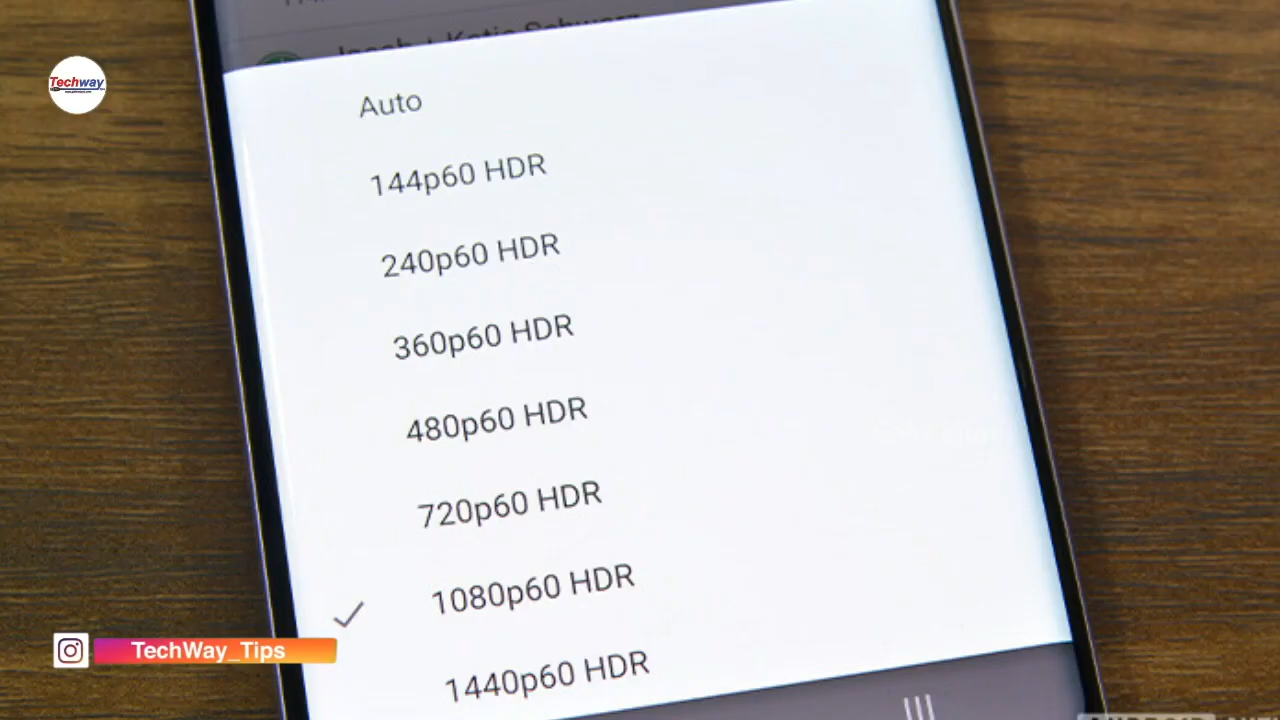 Techway
Auto
144p60 HDR
240p60 HDR
360p60 HDR
480p60 HDR
720p60 HDR
1080p60 HDR
TechWay_Tips
1440p60 HDR